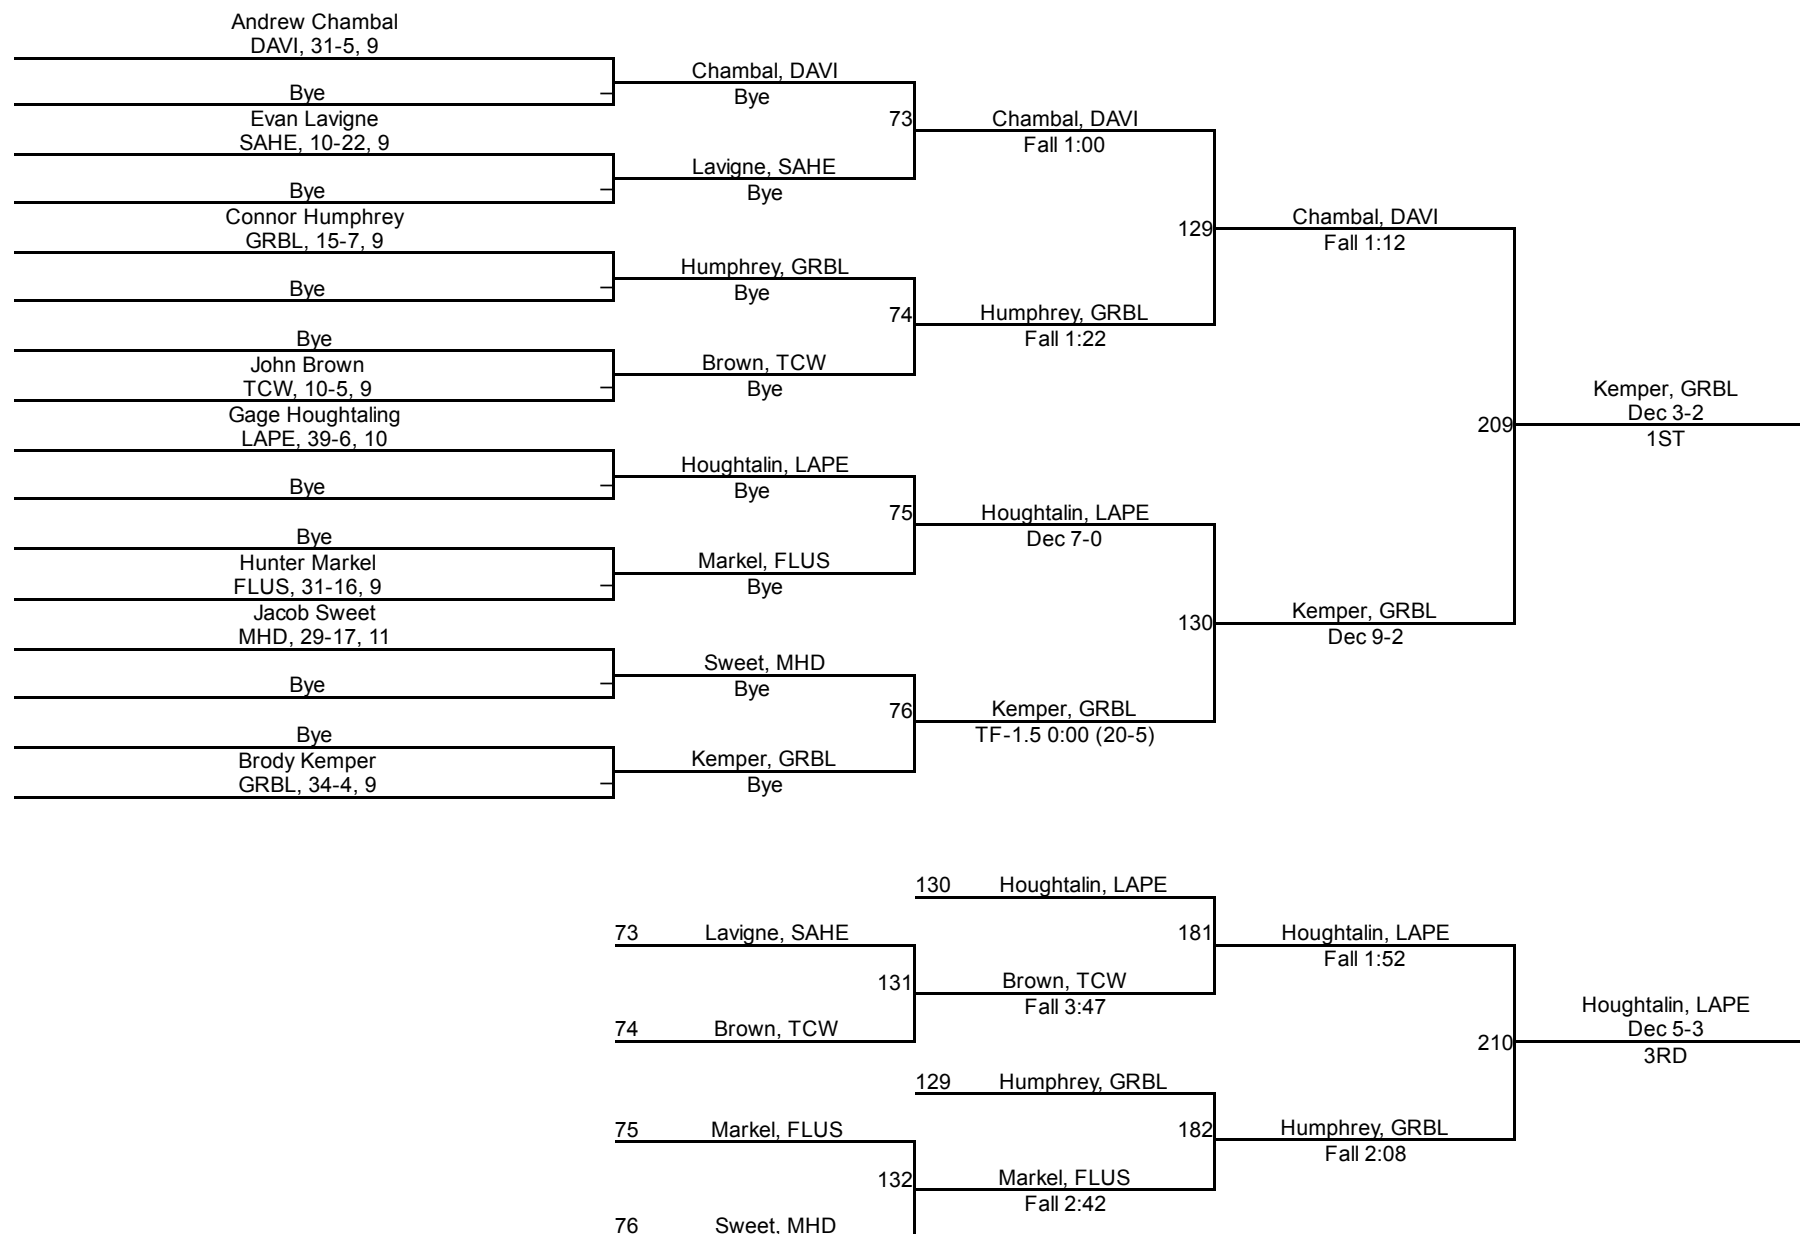 Andrew Chambal
DAVI, 31-5, 9
Bye
Evan Lavigne
SAHE, 10-22, 9
Bye
Connor Humphrey
GRBL, 15-7, 9
Bye
Bye
John Brown
TCW, 10-5, 9
Gage Houghtaling
LAPE, 39-6, 10
Bye
Bye
Hunter Markel
FLUS, 31-16, 9
Jacob Sweet
MHD, 29-17, 11
Bye
Bye
Brody Kemper
GRBL, 34-4, 9
Chambal, DAVI
Bye
73
Lavigne, SAHE
Bye
Humphrey, GRBL
Bye
74
Brown, TCW
Bye
Houghtalin, LAPE
Bye
75
Markel, FLUS
Bye
Sweet, MHD
Bye
76
Kemper, GRBL
Bye
Chambal, DAVI
Fall 1:00
129
Humphrey, GRBL
Fall 1:22
Houghtalin, LAPE
Dec 7-0
130
Kemper, GRBL
TF-1.5 0:00 (20-5)
Chambal, DAVI
Fall 1:12
209
Kemper, GRBL
Dec 9-2
Kemper, GRBL
Dec 3-2
1ST
130 Houghtalin, LAPE
73 Lavigne, SAHE
131
74 Brown, TCW
181
Brown, TCW
Fall 3:47
129 Humphrey, GRBL
75 Markel, FLUS
132
76 Sweet, MHD
182
Markel, FLUS
Fall 2:42
Houghtalin, LAPE
Fall 1:52
210
Humphrey, GRBL
Fall 2:08
Houghtalin, LAPE
Dec 5-3
3RD